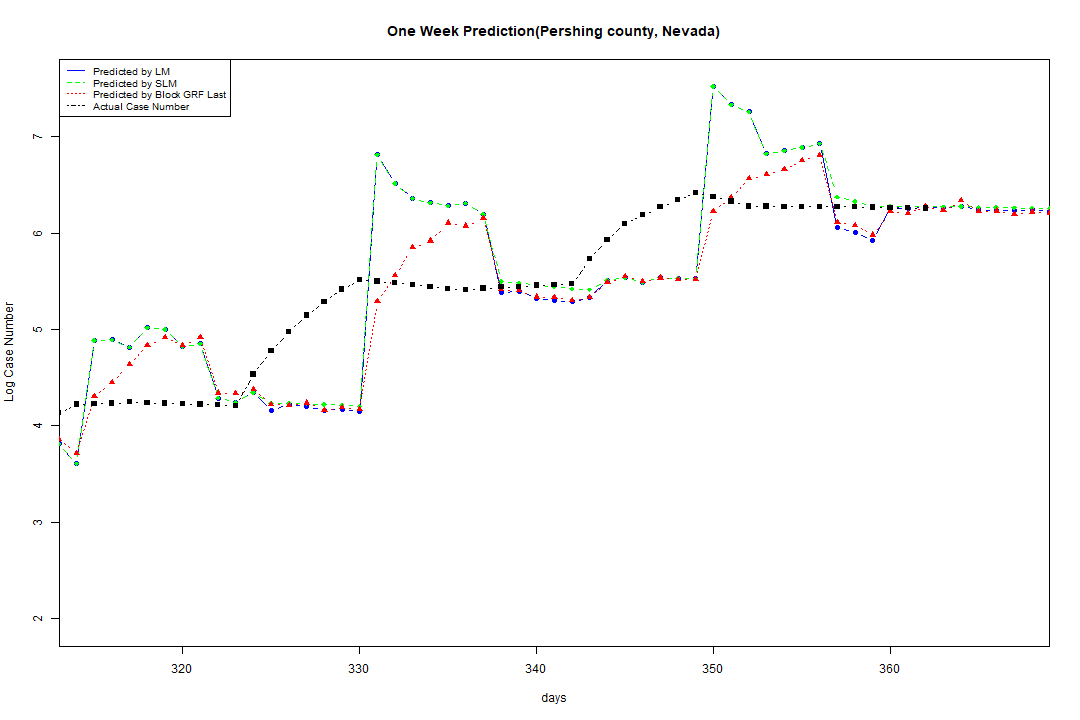 One Week Prediction(Pershing county, Nevada)
Predicted by LM
Predicted by SLM
Predicted by Block GRF Last
Actual Case Number
7
6
5
4
3
2
Log Case Number
320 330 340 350 360
days